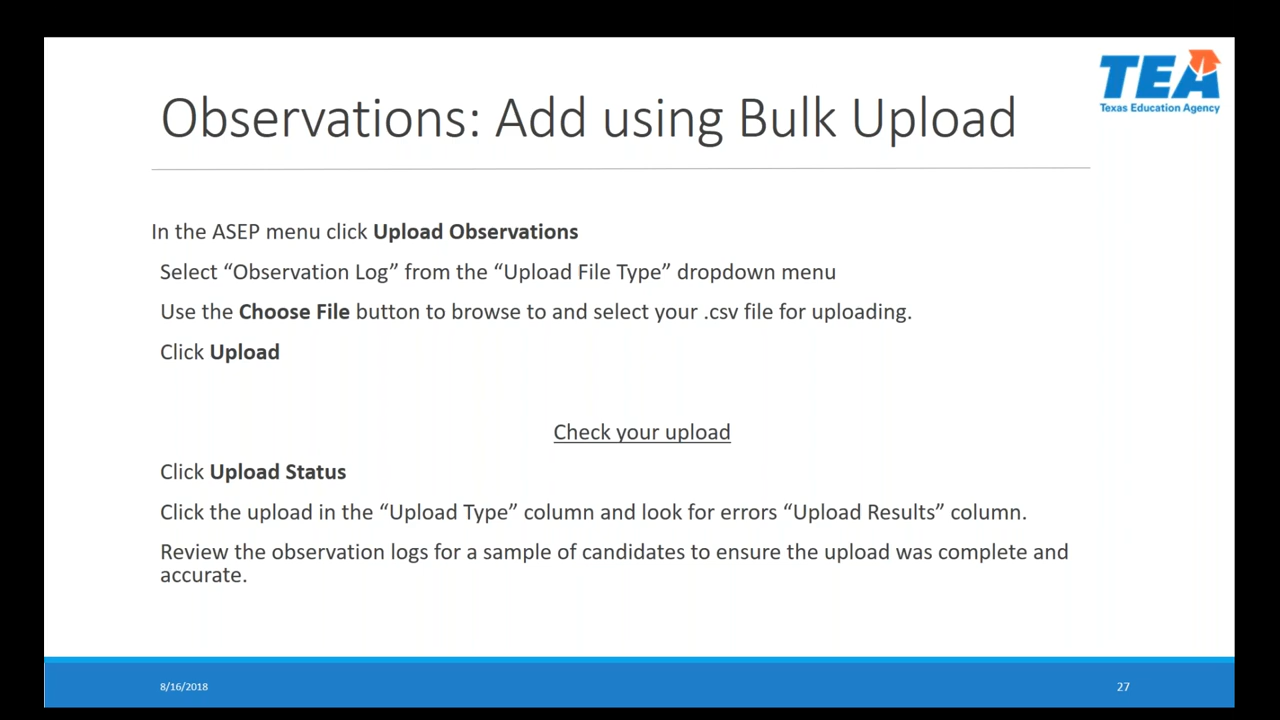 TEA
Texas Education Agency
Observations: Add using Bulk Upload
In the ASEP menu click Upload Observations
Select “Observation Log” from the “Upload File Type” dropdown menu
Use the Choose File button to browse to and select your .csv file for uploading.
Click Upload
Check your upload
Click Upload Status
Click the upload in the “Upload Type” column and look for errors “Upload Results” column.
Review the observation logs for a sample of candidates to ensure the upload was complete and
accurate.
8/16/2018
27